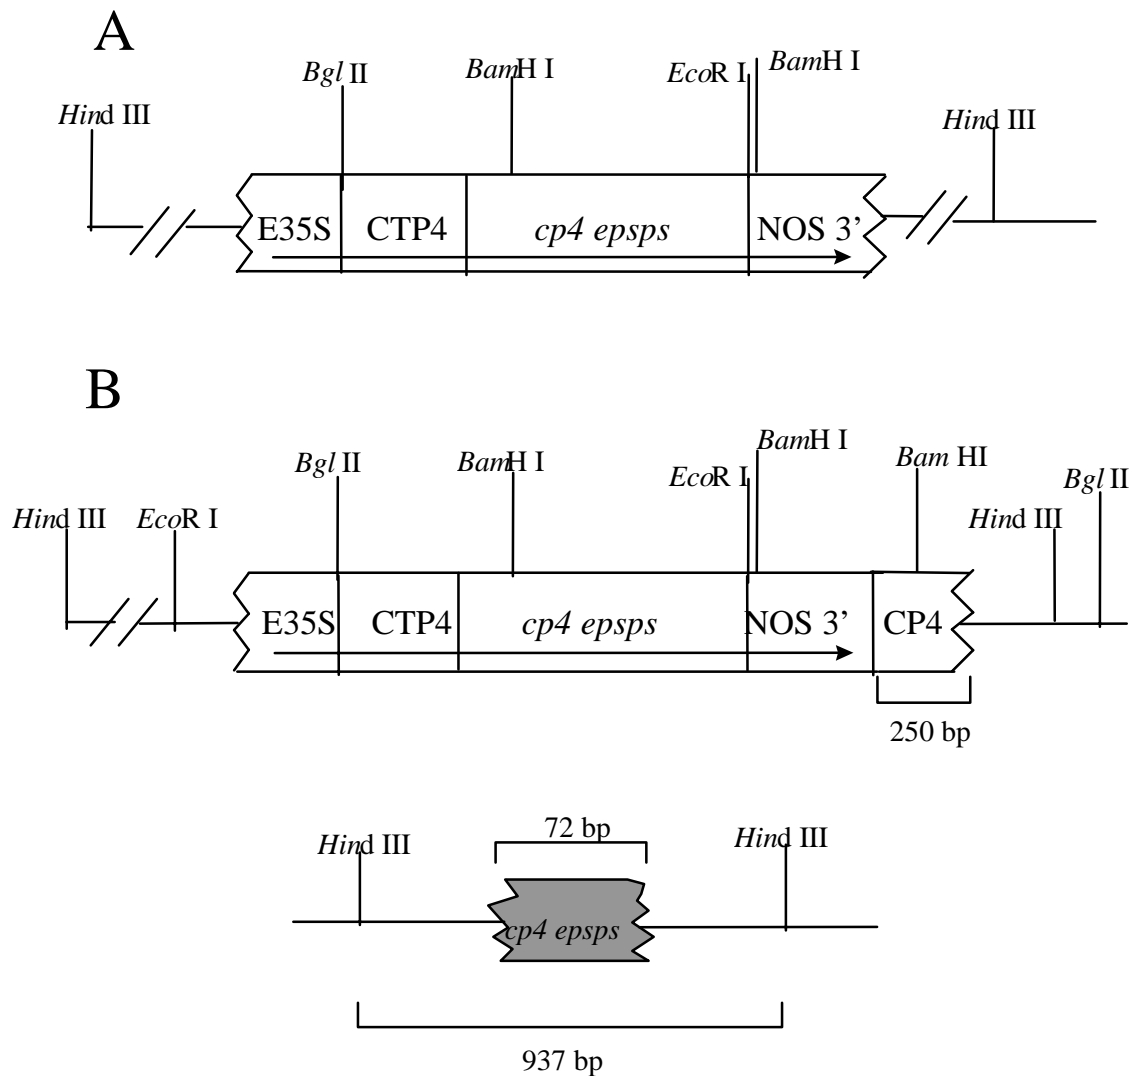 A
Hind III
Bgl II
BamH I
EcoR I
BamH I
Hind III
E35S
CTP4
cp4 epsps
NOS 3’
B
Hind III
EcoR I
Bgl II
BamH I
EcoR I
BamH I
Bam HI
Hind III
Bgl II
E35S
CTP4
cp4 epsps
NOS 3’
CP4
250 bp
72 bp
Hind III
Hind III
cp4 epsps
937 bp